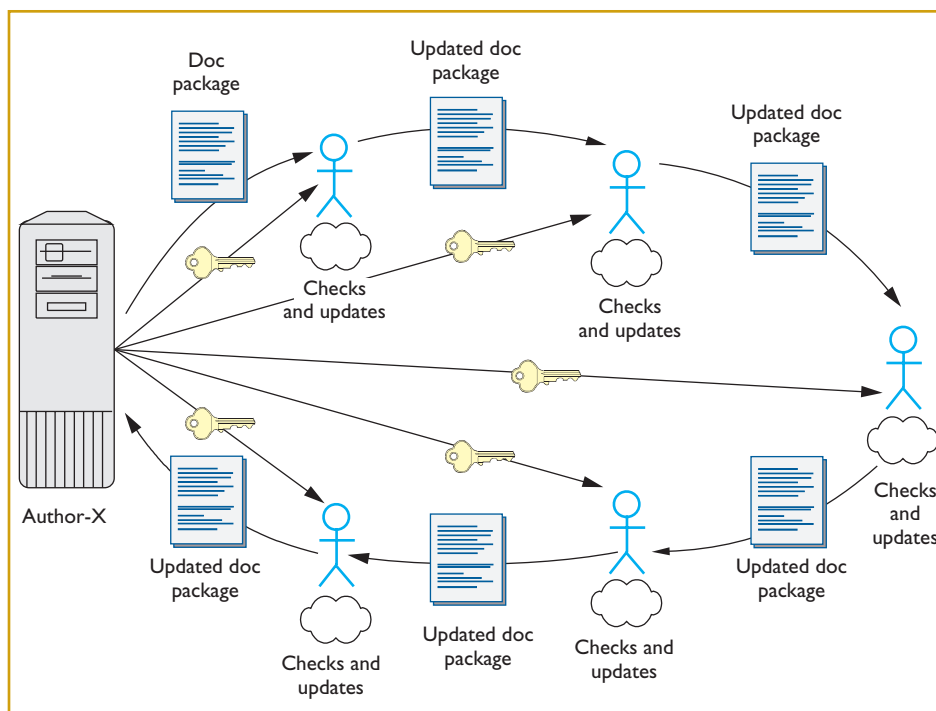 Doc
package
Updated doc
package
Updated doc
package
Checks
and updates
Checks
and updates
Checks
and
updates
Author-X
Updated doc
package
Checks and
updates
Updated doc
package
Checks and
updates
Updated doc
package